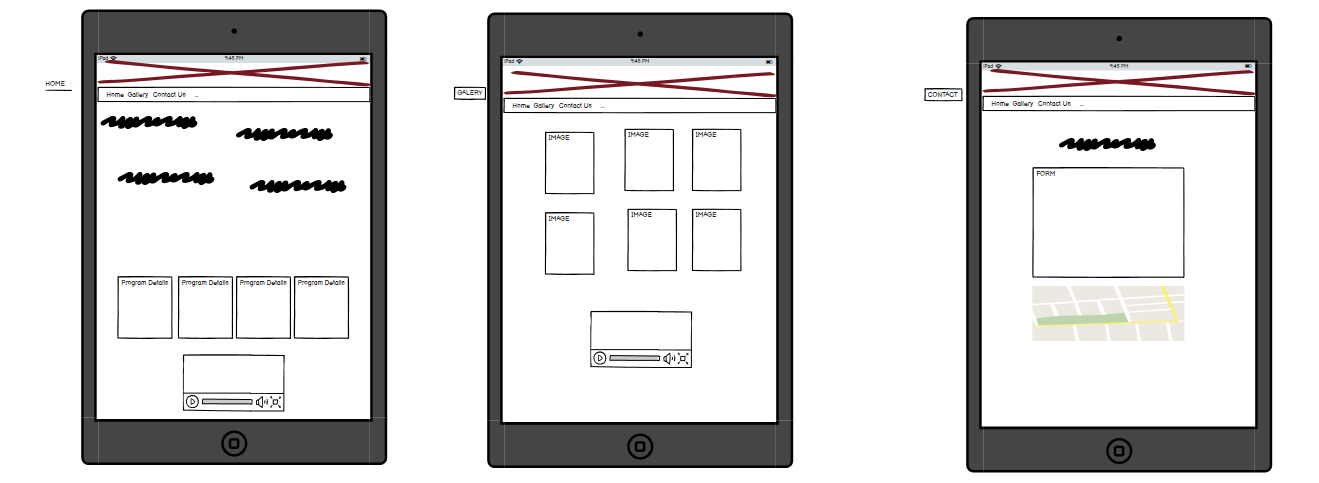 HOME
iPad 9:45 PM
Home Gallery Contact Us ...
Program Details Program Details Program Details Program Details
GALERY
iPad 9:45 PM
Home Gallery Contact Us ...
IMAGE IMAGE IMAGE
IMAGE IMAGE IMAGE
CONTACT
iPad 9:45 PM
Home Gallery Contact Us ...
FORM